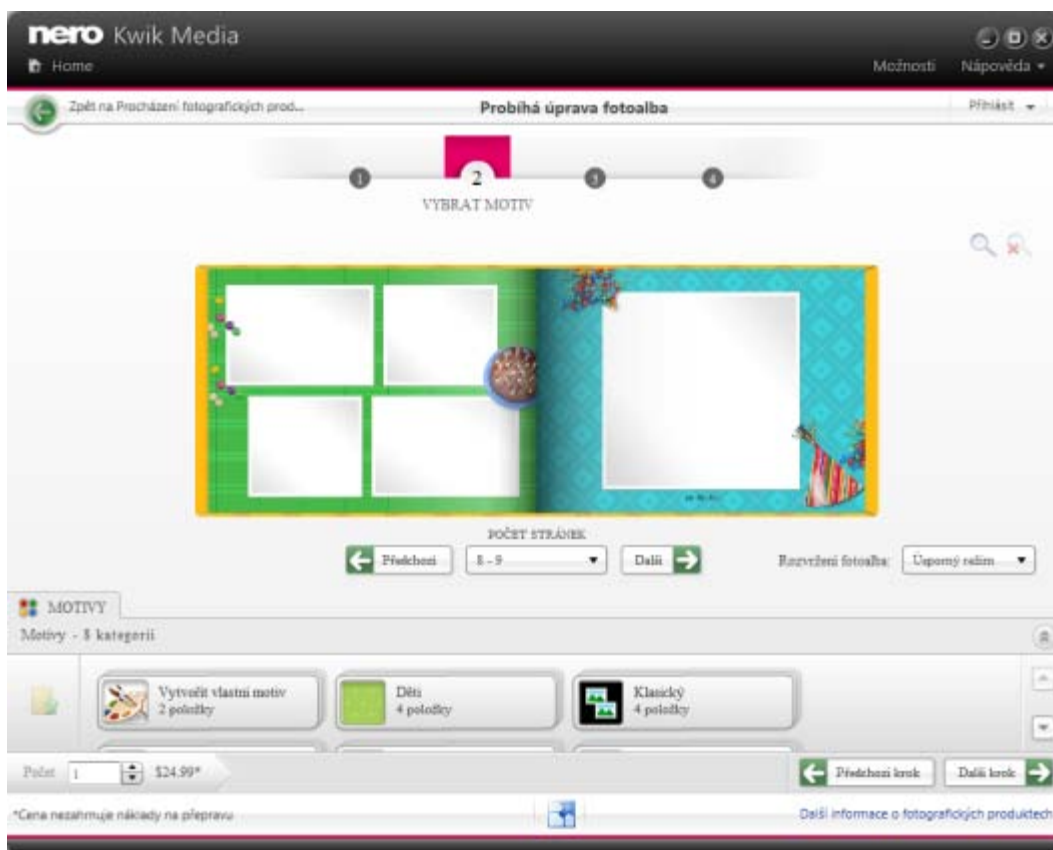 nero Kwik Media
Home Možnosti Nápověda
Zpět na Procházení fotografických prod... Probíhá úprava fotoalba Přihlásit
1 2 3 4
VYBRAT MOTIV
POČET STRÁNEK
Předchozí 8 - 9 Další Rozvržení fotoalba: Úsporný režim
MOTIVY
Motivy - 8 kategorií
Vytvořit vlastní motiv Děti Klasický
2 položky 4 položky 4 položky
Počet 1 $24.99* Předchozí krok Další krok
*Cena nezahrnuje náklady na přepravu Další informace o fotografických produktech